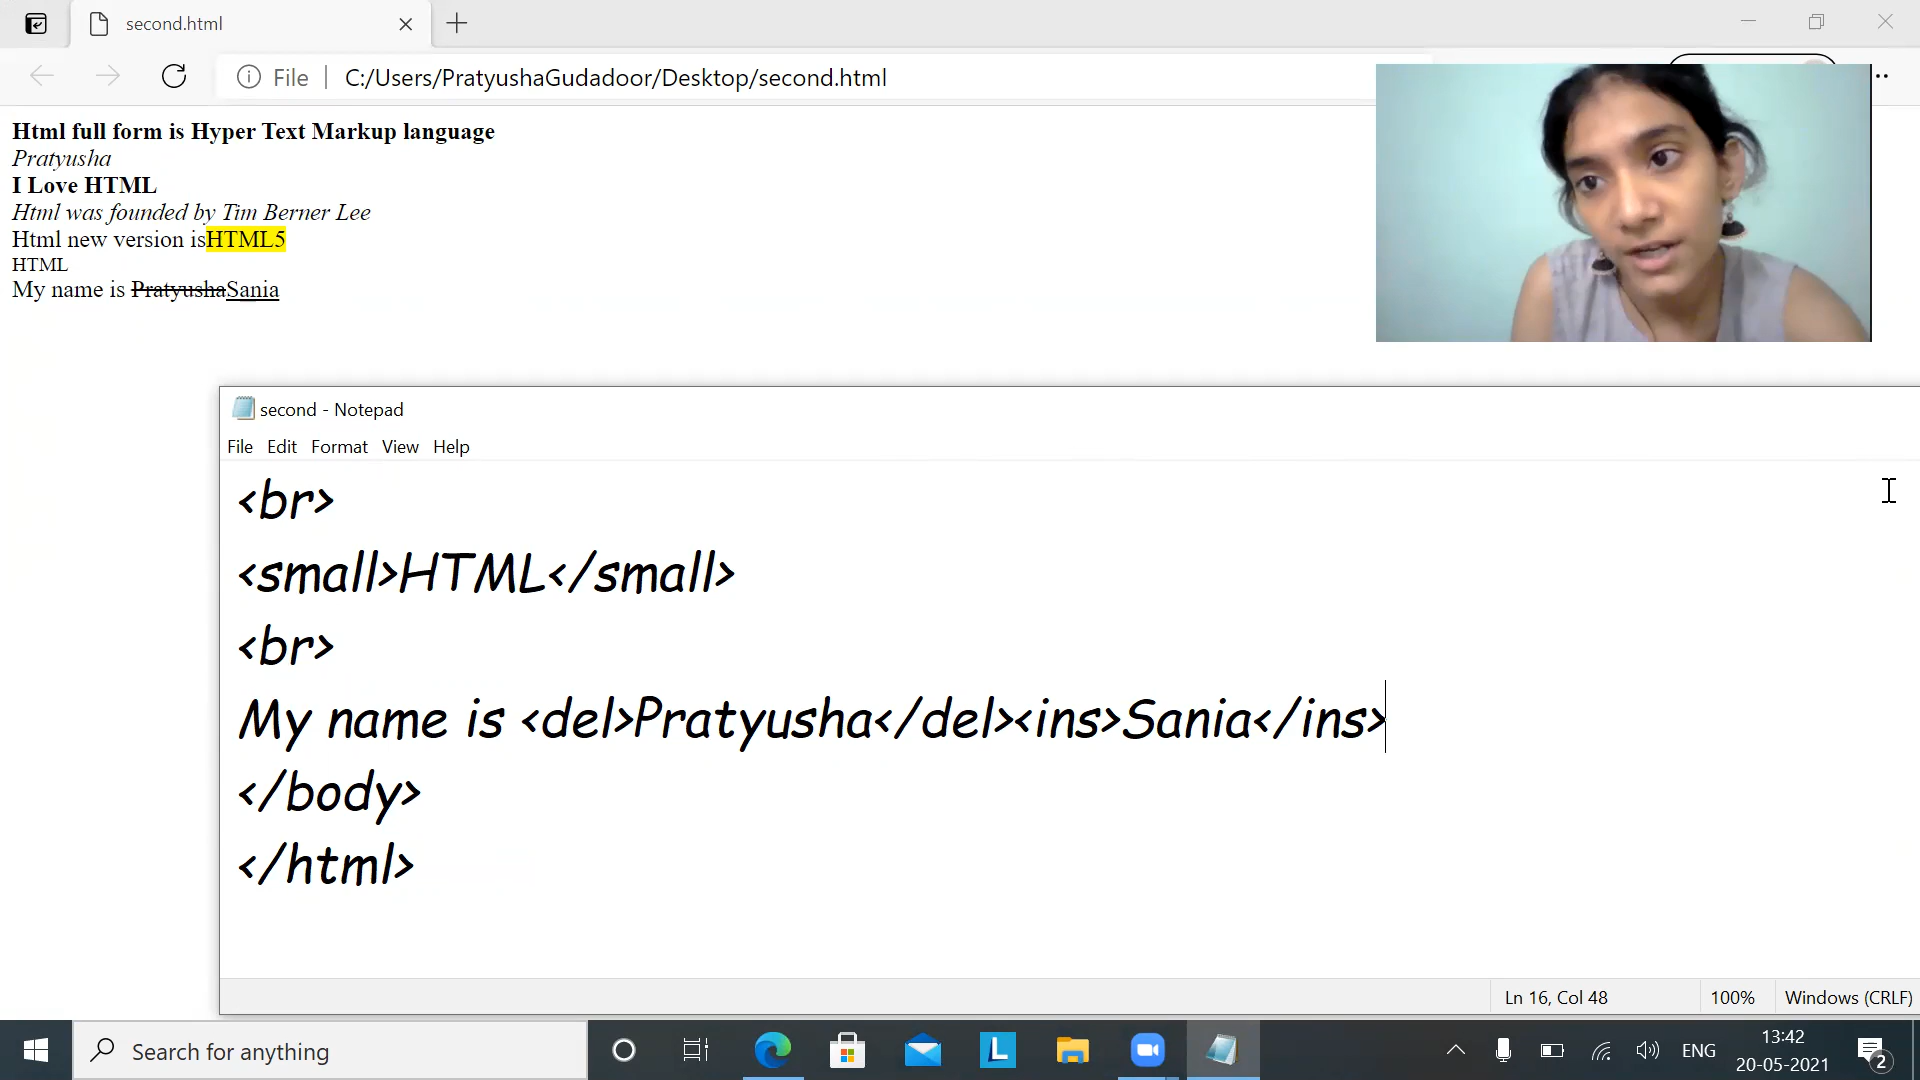 second.html
File
C:/Users/PratyushaGudadoor/Desktop/second.html
Html full form is Hyper Text Markup language
Pratyusha
I Love HTML
Html was founded by Tim Berner Lee
Html new version isHTML5
HTML
My name is PratyushaSania
second - Notepad
File Edit Format View Help
<br>
<small>HTML</small>
<br>
My name is <del>Pratyusha</del><ins>Sania</ins>
</body>
</html>
Ln 16, Col 48 100% Windows (CRLF)
Search for anything
L
ENG
13:42
20-05-2021
2